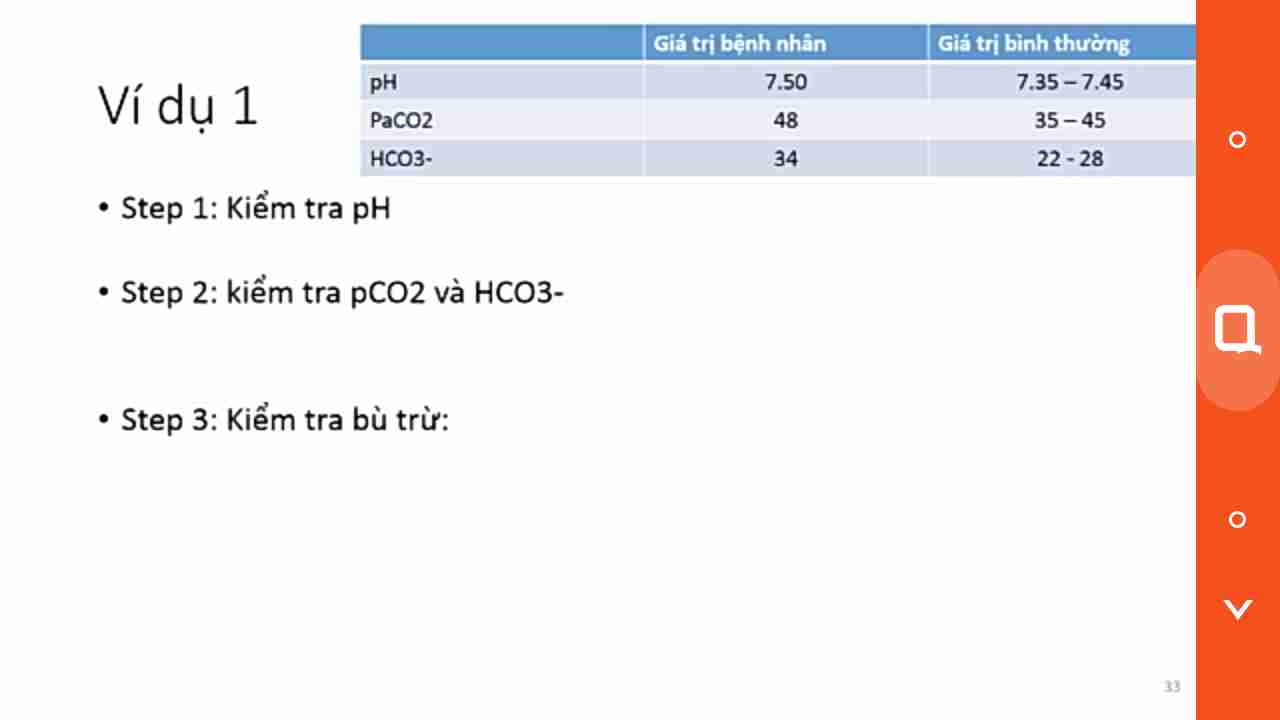 Giá trị bệnh nhân Giá trị bình thường
pH 7.50 7.35 – 7.45
PaCO2 48 35 – 45
HCO3- 34 22 - 28
Ví dụ 1
• Step 1: Kiểm tra pH
• Step 2: kiểm tra pCO2 và HCO3-
• Step 3: Kiểm tra bù trừ:
33